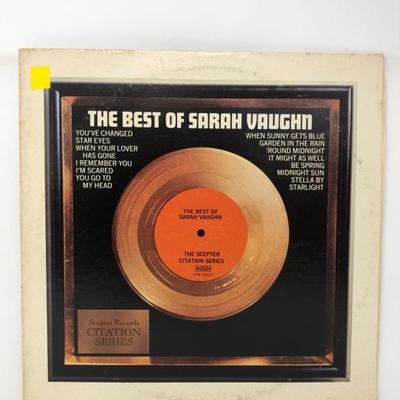 THE BEST OF SARAH VAUGHN
YOU'VE CHANGED
STAR EYES
WHEN YOUR LOVER
HAS GONE
I REMEMBER YOU
I'M SCARED
YOU GO TO
MY HEAD
WHEN SUNNY GETS BLUE
GARDEN IN THE RAIN
'ROUND MIDNIGHT
IT MIGHT AS WELL
BE SPRING
MIDNIGHT SUN
STELLA BY
STARLIGHT
THE BEST OF
SARAH VAUGHN
THE SCEPTER
CITATION SERIES
Scepter Records
CITATION
SERIES